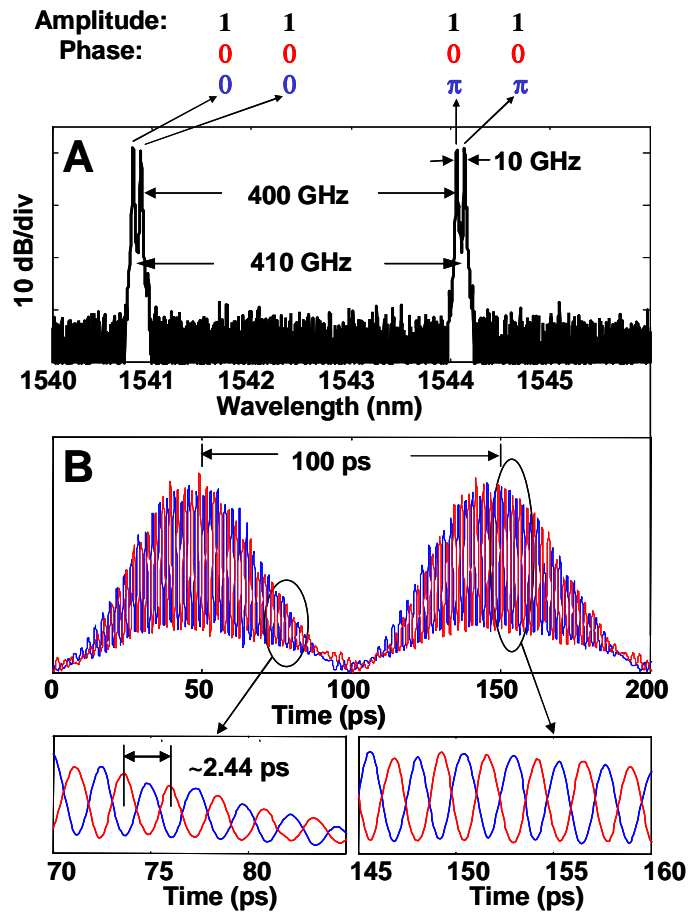 Amplitude: 1 1 1 1
Phase: 0 0 0 0
0 0 π π
A
10 GHz
400 GHz
410 GHz
10 dB/div
1540 1541 1542 1543 1544 1545
Wavelength (nm)
B
100 ps
0 50 100 150 200
Time (ps)
~2.44 ps
70 75 80
145 150 155 160
Time (ps) Time (ps)